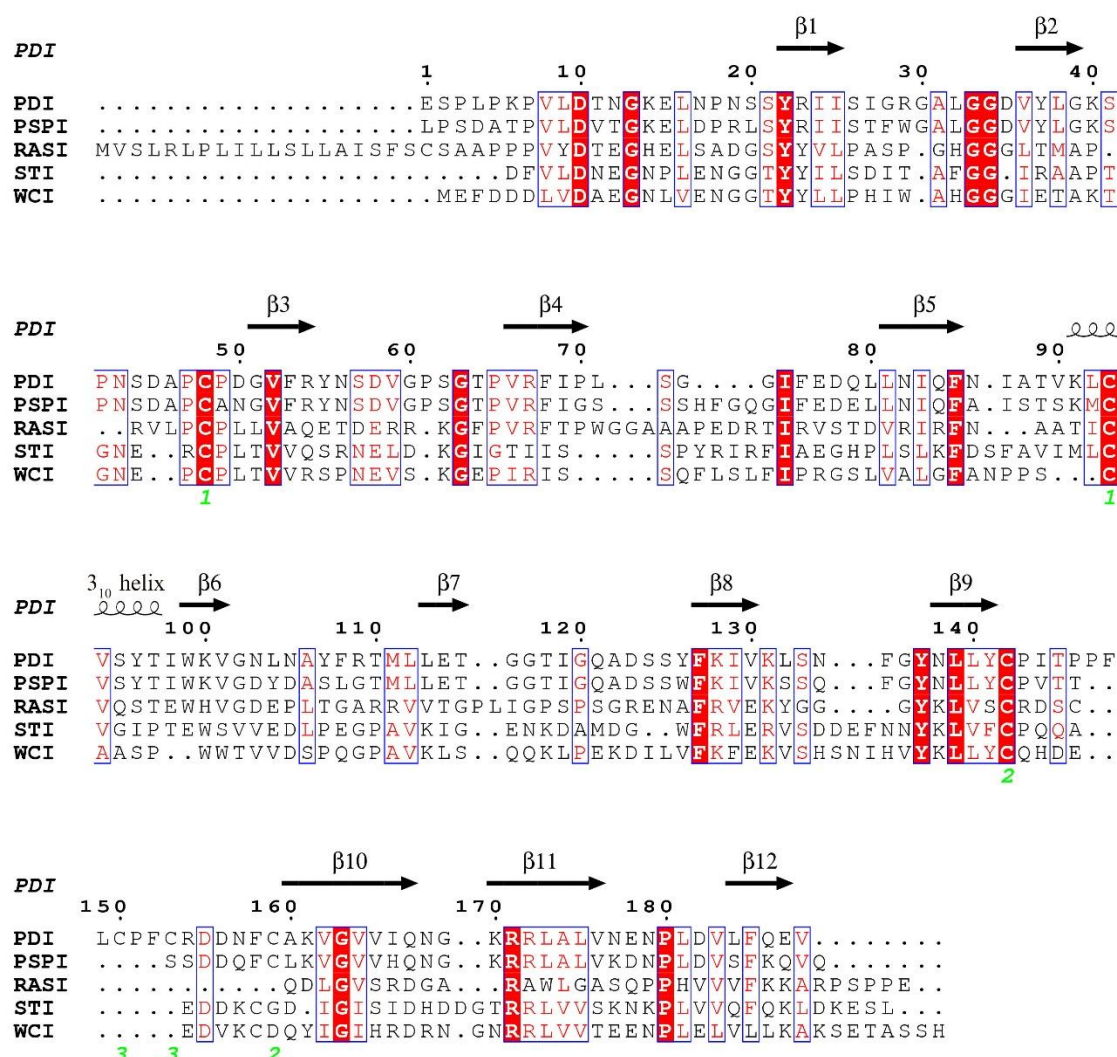 β1 β2
PDI
1 10 20 30 40
PDI ...................ESPLPKPVLDTNGKELNPNSSYRIISIGRGALGGDVYLGKS
PSPI ...................LPSDATPVLDVTGKELDPRLSYRIISTFWGALGGDVYLGKS
RASI MVSLRLPLILLSLLAISFSCSAAPPPVYDTEGHELSADGSYYVLPASP.GHGGGLTMAP.
STI ........................DFVLDNEGNPLENGGTYYILSDIT.AFGG.IRAAPT
WCI ....................MEFDDDLVDAEGNLVENGGTYYLLPHIW.AHGGGIETAKT
β3 β4 β5
PDI
50 60 70 80 90
PDI PNSDAPCPDGVFRYNSDVGPSGTPVRFIPL....SG....GIFEDQLLNIQFN.IATVKLC
PSPI PNSDAPCANGVFRYNSDVGPSGTPVRFIGS....SSHFGQGIFEDELLNIQFA.ISTSKMC
RASI ..RVLPCPLLVAQETDERR.KGFPVRFTPWGGAAAPEDRTIRVSTDVRIRFN...AATIC
STI GNE..RCPLTVVQSRNELD.KGIGTIIS.....SPYRIRFIAEGHPLSLKFDSFAVIMLC
WCI GNE..PCPLTVVRSPNEVS.KGEPIRIS.....SQFLSLFIPRGSLVALGFANPPS...C
1 1
3₁₀ helix β6 β7 β8 β9
PDI
100 110 120 130 140
PDI VSYTIWKVGNLNAYFRTMLLET..GGTIGQADSSYFKIVKLSN...FGYNLLYCPITPPF
PSPI VSYTIWKVGDYDASLGTMLLET..GGTIGQADSSWFKIVKSSQ...FGYNLLYCPVTT..
RASI VQSTEWHVGDEPLTGARRVVTGPLIGPSPSGRENAFRVEKYGG...GYKLVSCRDSC..
STI VGIPTEWSVVEDLPEGPAVKIG..ENKDAMDG..WFRLERVSDDEFNNYKLVFCPQQA..
WCI AASP..WWTVVDSPQGPAVKLS..QQKLPEKDILVFKFEKVSHSNIHVYKLLYCQHDE..
2
β10 β11 β12
PDI
150 160 170 180
PDI LCPFCRDDNFCAKVGVVIQNG..KRRLALVNENPLDVLFQEV........
PSPI ....SSDDQFCLKVGVVHQNG..KRRLALVKDNPLDVSFKQVQ.......
RASI ...........QDLGVSRDGA...RAWLGASQPPHVVVFKKARPSPPE..
STI .....EDDKCGD.IGISIDHDDGTRRLVVSKNKPLVVQFQKLDKESL...
WCI .....EDVKCDQYIGIHRDRN.GNRRLVVTEENPLELVLLKAKSETASSH
3 3 2